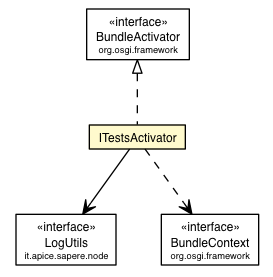 «interface»
BundleActivator
org.osgi.framework
ITestsActivator
«interface»
LogUtils
it.apice.sapere.node
«interface»
BundleContext
org.osgi.framework